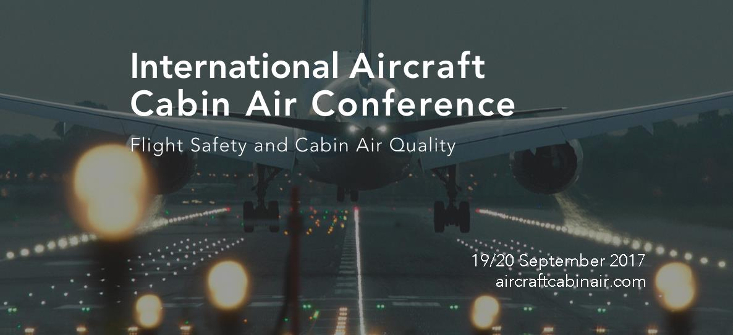 International Aircraft
Cabin Air Conference
Flight Safety and Cabin Air Quality
19/20 September 2017
aircraftcabinair.com